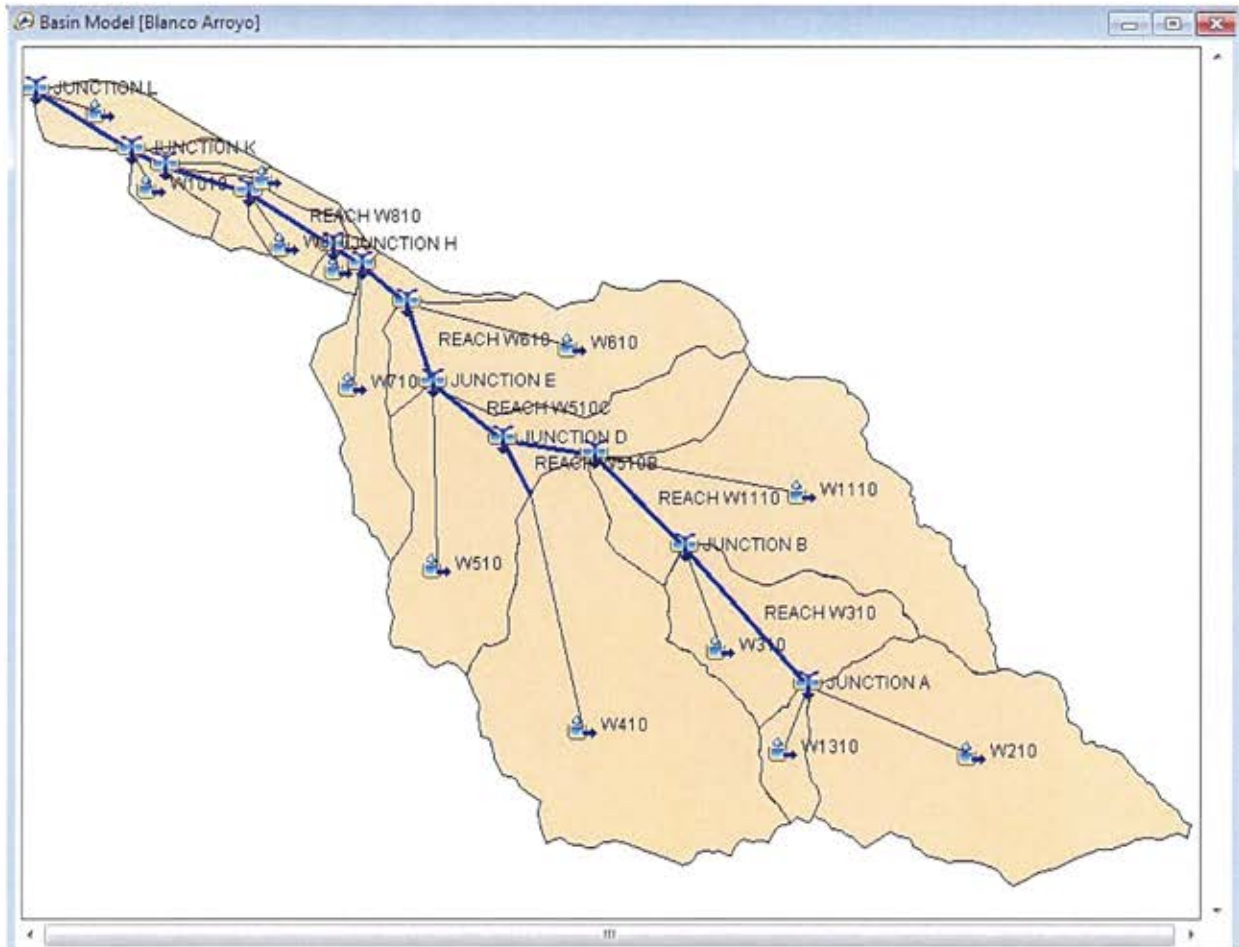 Basin Model [Blanco Arroyo]
JUNCTION L
JUNCTION K
W1010
REACH W810
JUNCTION H
REACH W610
W610
W710
JUNCTION E
REACH W510C
JUNCTION D
REACH W510B
REACH W1110
W1110
JUNCTION B
W510
REACH W310
W310
JUNCTION A
W410
W1310
W210